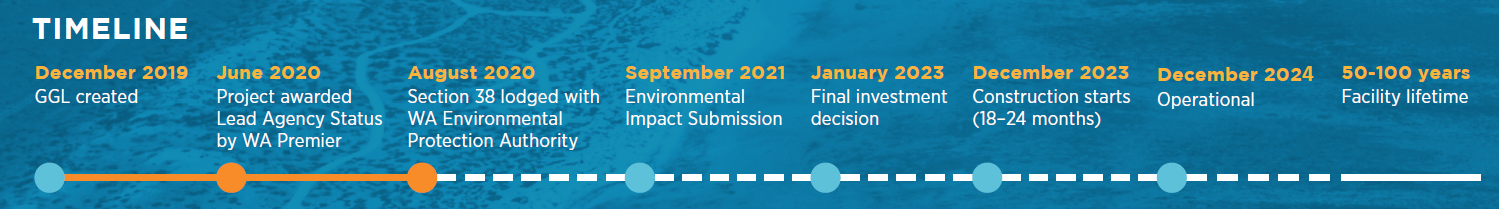 TIMELINE
December 2019
GGL created
June 2020
Project awarded
Lead Agency Status
by WA Premier
August 2020
Section 38 lodged with
WA Environmental
Protection Authority
September 2021
Environmental
Impact Submission
January 2023
Final investment
decision
December 2023
Construction starts
(18–24 months)
December 2024
Operational
50-100 years
Facility lifetime